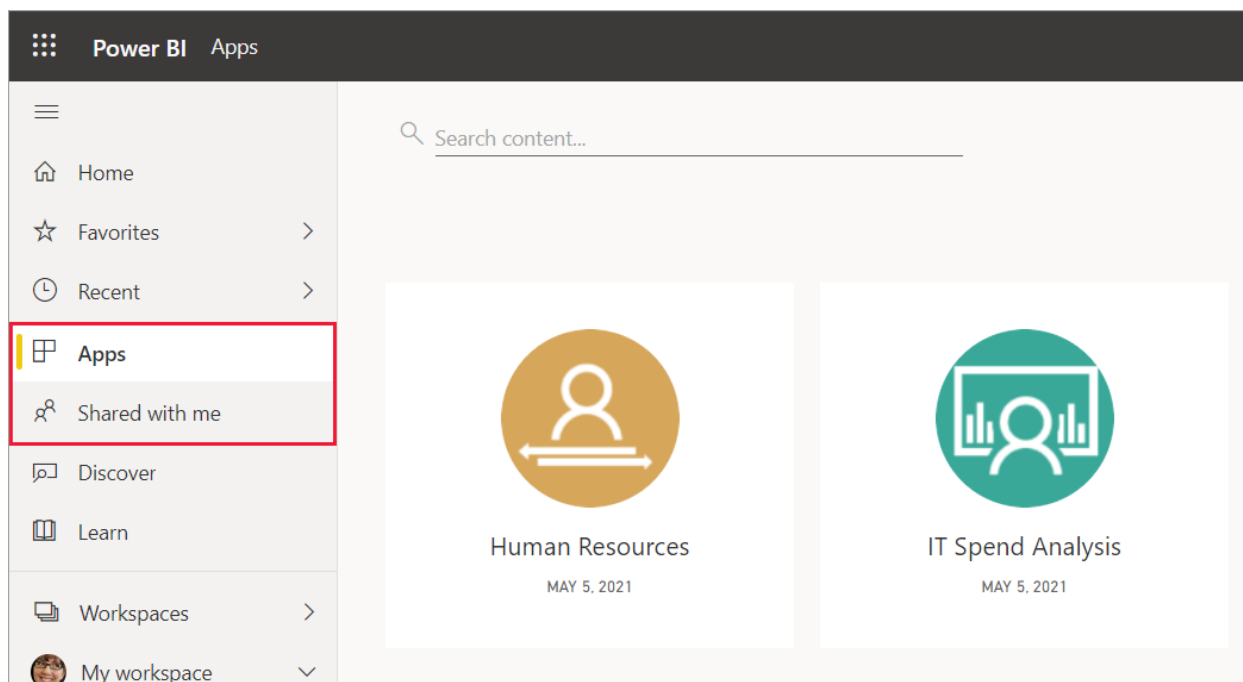 Power BI Apps
Search content...
Home
Favorites
Recent
Apps
Shared with me
Discover
Learn
Workspaces
My workspace
Human Resources
MAY 5, 2021
IT Spend Analysis
MAY 5, 2021